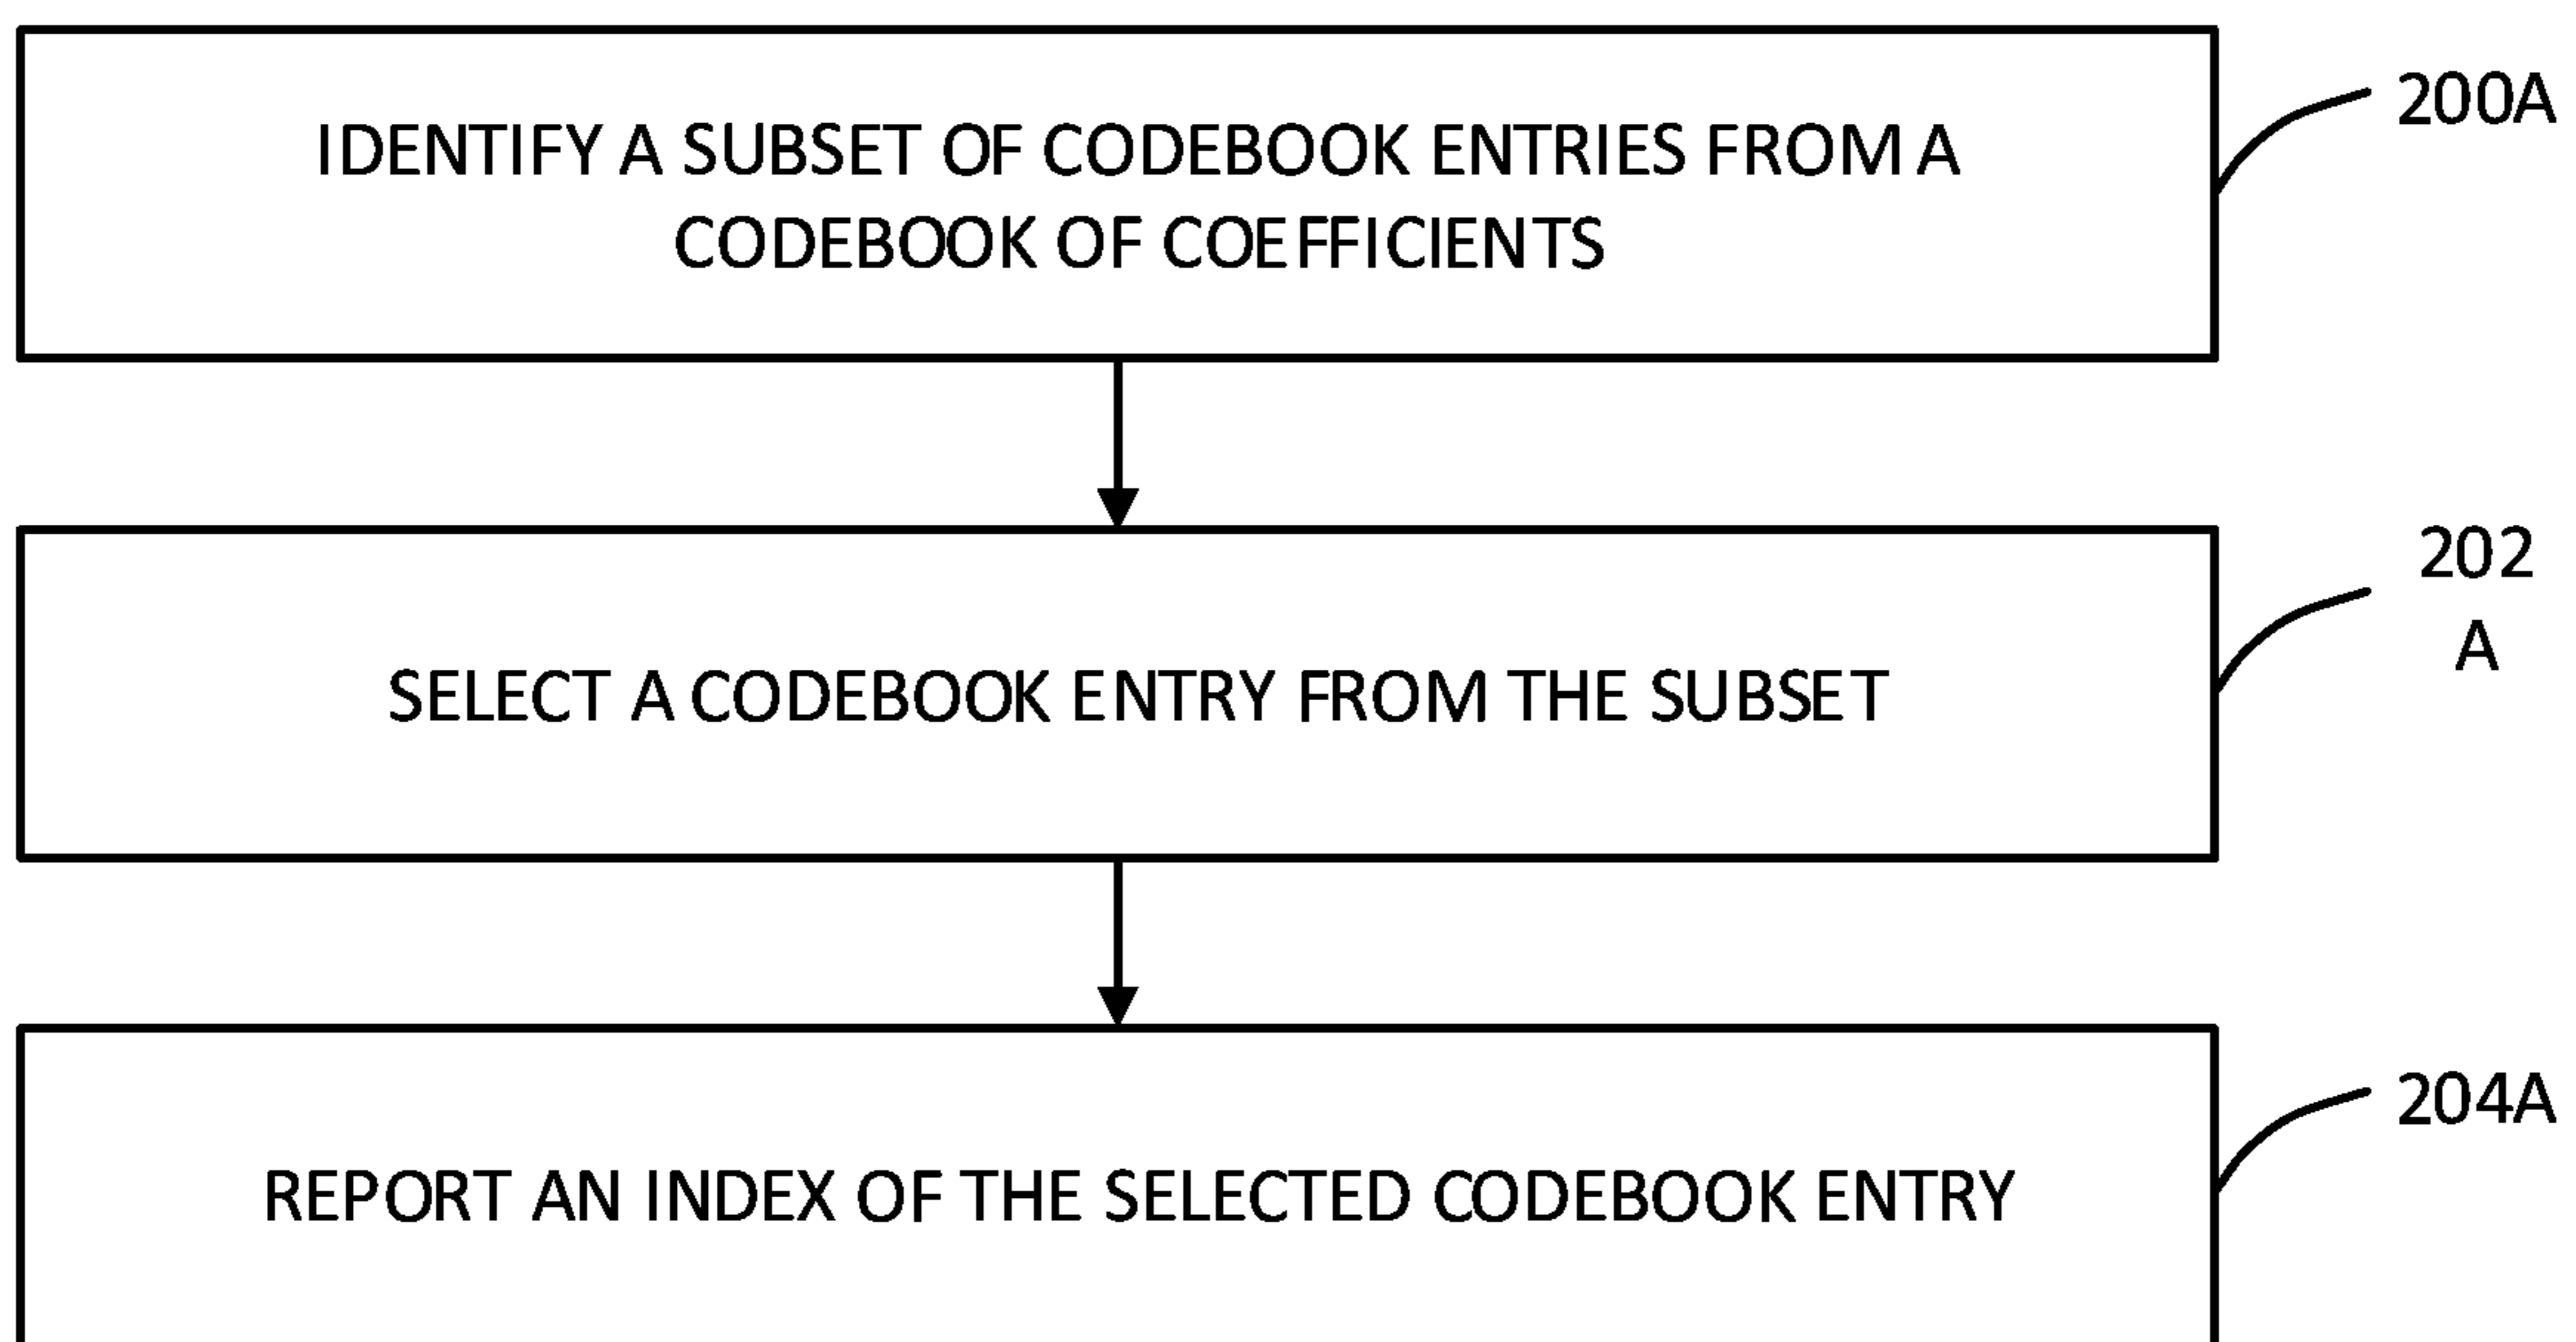 IDENTIFY A SUBSET OF CODEBOOK ENTRIES FROM A
CODEBOOK OF COEFFICIENTS
200A
SELECT A CODEBOOK ENTRY FROM THE SUBSET
202
A
REPORT AN INDEX OF THE SELECTED CODEBOOK ENTRY
204A